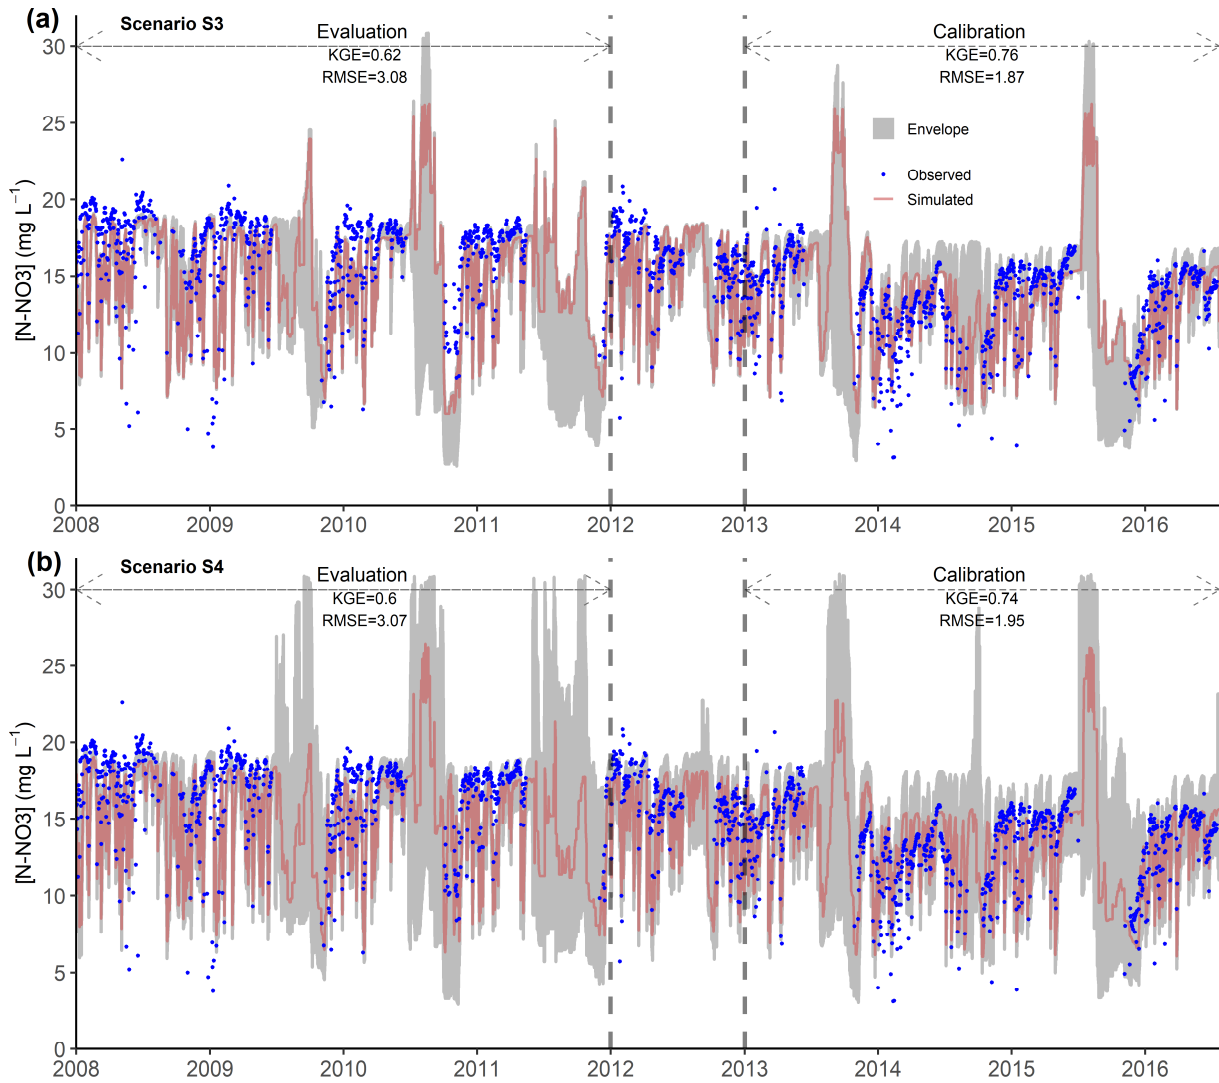 (a)
Scenario S3
Evaluation
KGE=0.62
RMSE=3.08
Calibration
KGE=0.76
RMSE=1.87
Envelope
Observed
Simulated
[N-NO3] (mg L⁻¹)
30
25
20
15
10
5
0
2008 2009 2010 2011 2012 2013 2014 2015 2016
(b)
Scenario S4
Evaluation
KGE=0.6
RMSE=3.07
Calibration
KGE=0.74
RMSE=1.95
[N-NO3] (mg L⁻¹)
30
25
20
15
10
5
0
2008 2009 2010 2011 2012 2013 2014 2015 2016